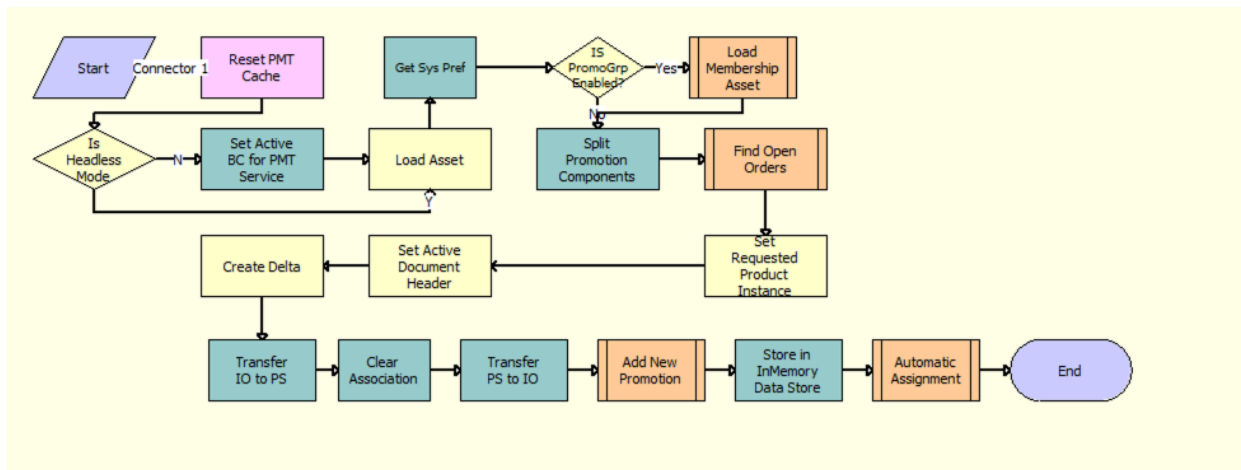 Start
Connector 1
Reset PMT
Cache
Get Sys Pref
IS
PromoGrp
Enabled?
Yes
Load
Membership
Asset
No
Is
Headless
Mode
N
Set Active
BC for PMT
Service
Load Asset
Y
Split
Promotion
Components
Find Open
Orders
Create Delta
Set Active
Document
Header
Set
Requested
Product
Instance
Transfer
IO to PS
Clear
Association
Transfer
PS to IO
Add New
Promotion
Store in
InMemory
Data Store
Automatic
Assignment
End